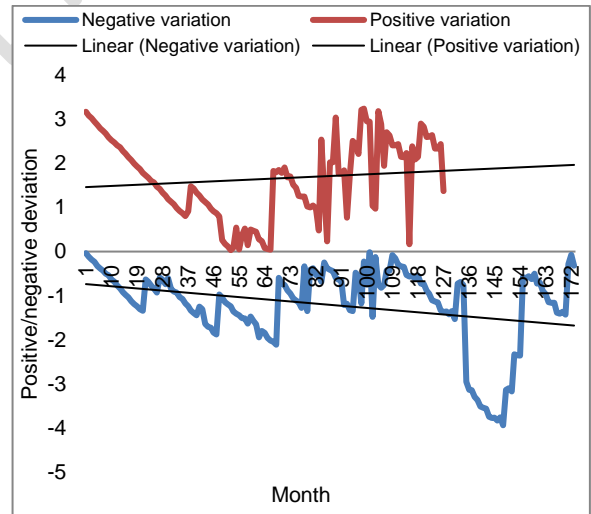 Negative variation Positive variation
Linear (Negative variation) Linear (Positive variation)
4
3
2
1
0
-1
-2
-3
-4
-5
Positive/negative deviation
1 10 19 28 37 46 55 64 73 82 91 100 109 118 127 136 145 154 163 172
Month